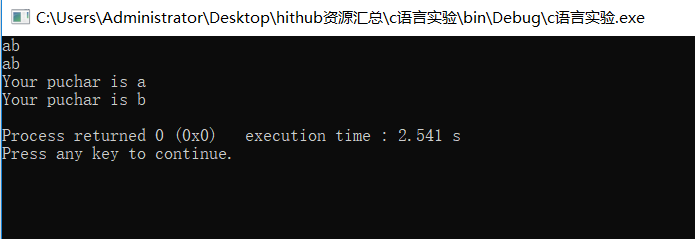 C:\Users\Administrator\Desktop\hithub资源汇总\c语言实验\bin\Debug\c语言实验.exe
ab
ab
Your puchar is a
Your puchar is b
Process returned 0 (0x0)   execution time : 2.541 s
Press any key to continue.